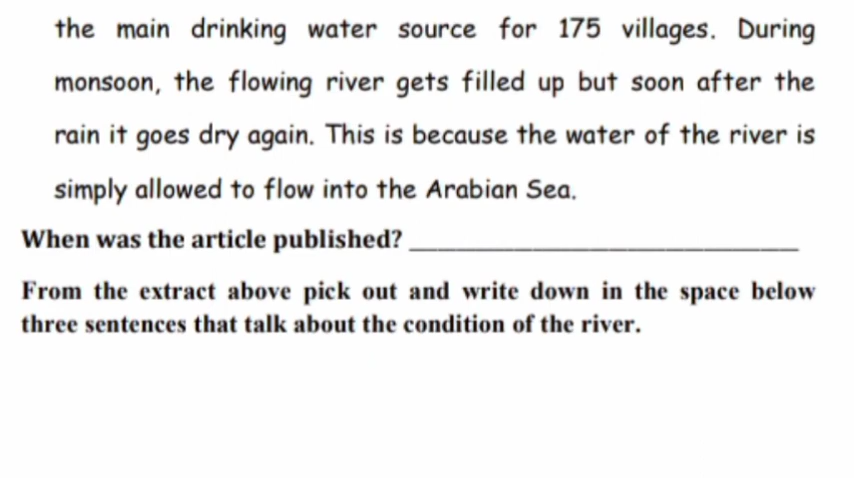 the main drinking water source for 175 villages. During
monsoon, the flowing river gets filled up but soon after the
rain it goes dry again. This is because the water of the river is
simply allowed to flow into the Arabian Sea.
When was the article published? ______________________________
From the extract above pick out and write down in the space below
three sentences that talk about the condition of the river.